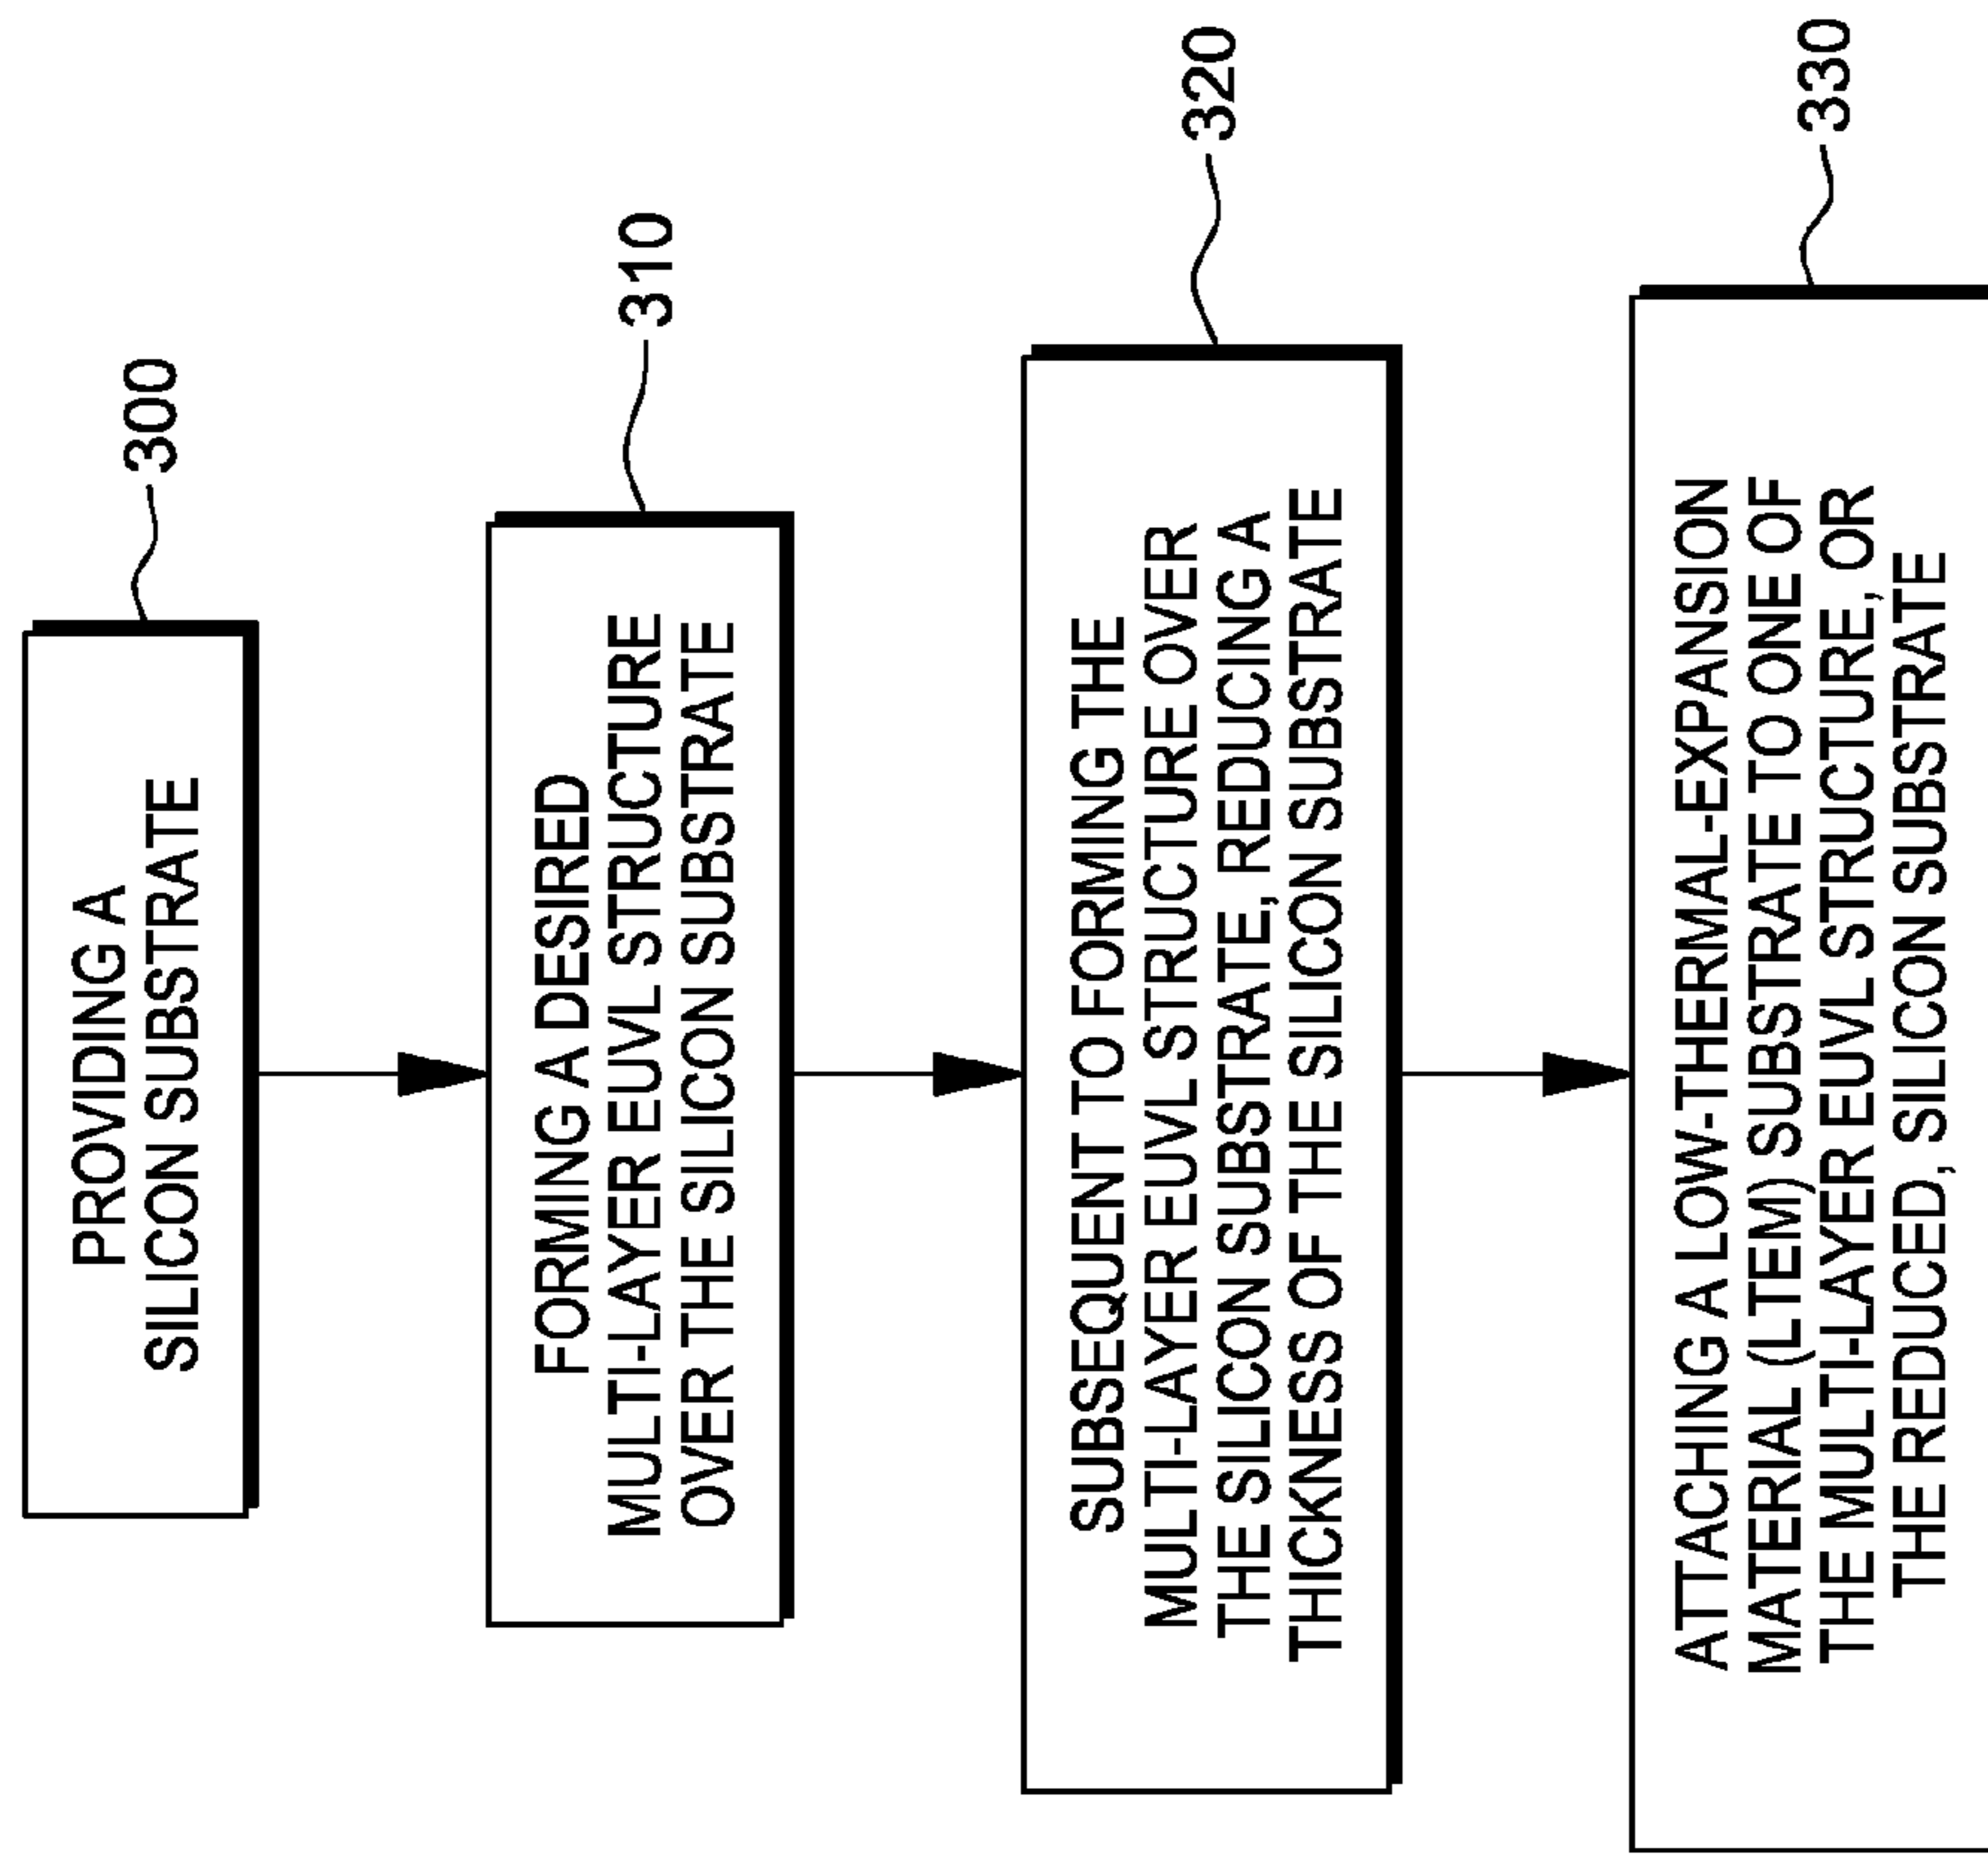 PROVIDING A
SILICON SUBSTRATE
300
FORMING A DESIRED
MULTI-LAYER EUVL STRUCTURE
OVER THE SILICON SUBSTRATE
310
SUBSEQUENT TO FORMING THE
MULTI-LAYER EUVL STRUCTURE OVER
THE SILICON SUBSTRATE, REDUCING A
THICKNESS OF THE SILICON SUBSTRATE
320
ATTACHING A LOW-THERMAL-EXPANSION
MATERIAL (LTEM) SUBSTRATE TO ONE OF
THE MULTI-LAYER EUVL STRUCTURE, OR
THE REDUCED, SILICON SUBSTRATE
330